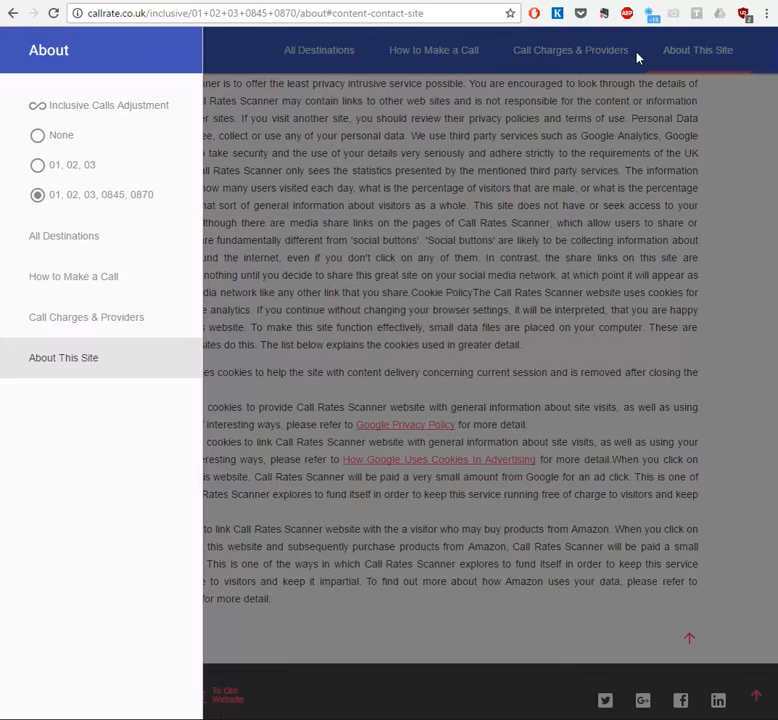 callrate.co.uk/inclusive/01+02+03+0845+0870/about#content-contact-site
About
All Destinations
How to Make a Call
Call Charges & Providers
About This Site
Inclusive Calls Adjustment
None
01, 02, 03
01, 02, 03, 0845, 0870
All Destinations
How to Make a Call
Call Charges & Providers
About This Site
ner is to offer the least privacy intrusive service possible. You are encouraged to look through the details of
ll Rates Scanner may contain links to other web sites and is not responsible for the content or information
er sites. If you visit another site, you should review their privacy policies and terms of use. Personal Data
ee, collect or use any of your personal data. We use third party services such as Google Analytics, Google
take security and the use of your details very seriously and adhere strictly to the requirements of the UK
all Rates Scanner only sees the statistics presented by the mentioned third party services. The information
how many users visited each day, what is the percentage of visitors that are male, or what is the percentage
hat sort of general information about visitors as a whole. This site does not have or seek access to your
lthough there are media share links on the pages of Call Rates Scanner, which allow users to share or
are fundamentally different from 'social buttons'. 'Social buttons' are likely to be collecting information about
und the internet, even if you don't click on any of them. In contrast, the share links on this site are
nothing until you decide to share this great site on your social media network, at which point it will appear as
dia network like any other link that you share.Cookie PolicyThe Call Rates Scanner website uses cookies for
e analytics. If you continue without changing your browser settings, it will be interpreted, that you are happy
s website. To make this site function effectively, small data files are placed on your computer. These are
sites do this. The list below explains the cookies used in greater detail.
es cookies to help the site with content delivery concerning current session and is removed after closing the
cookies to provide Call Rates Scanner website with general information about site visits, as well as using
f interesting ways, please refer to Google Privacy Policy for more detail.
cookies to link Call Rates Scanner website with general information about site visits, as well as using your
eresting ways, please refer to How Google Uses Cookies In Advertising for more detail.When you click on
is website, Call Rates Scanner will be paid a very small amount from Google for an ad click. This is one of
Rates Scanner explores to fund itself in order to keep this service running free of charge to visitors and keep
to link Call Rates Scanner website with the a visitor who may buy products from Amazon. When you click on
this website and subsequently purchase products from Amazon, Call Rates Scanner will be paid a small
This is one of the ways in which Call Rates Scanner explores to fund itself in order to keep this service
e to visitors and keep it impartial. To find out more about how Amazon uses your data, please refer to
for more detail.
To Old
Website